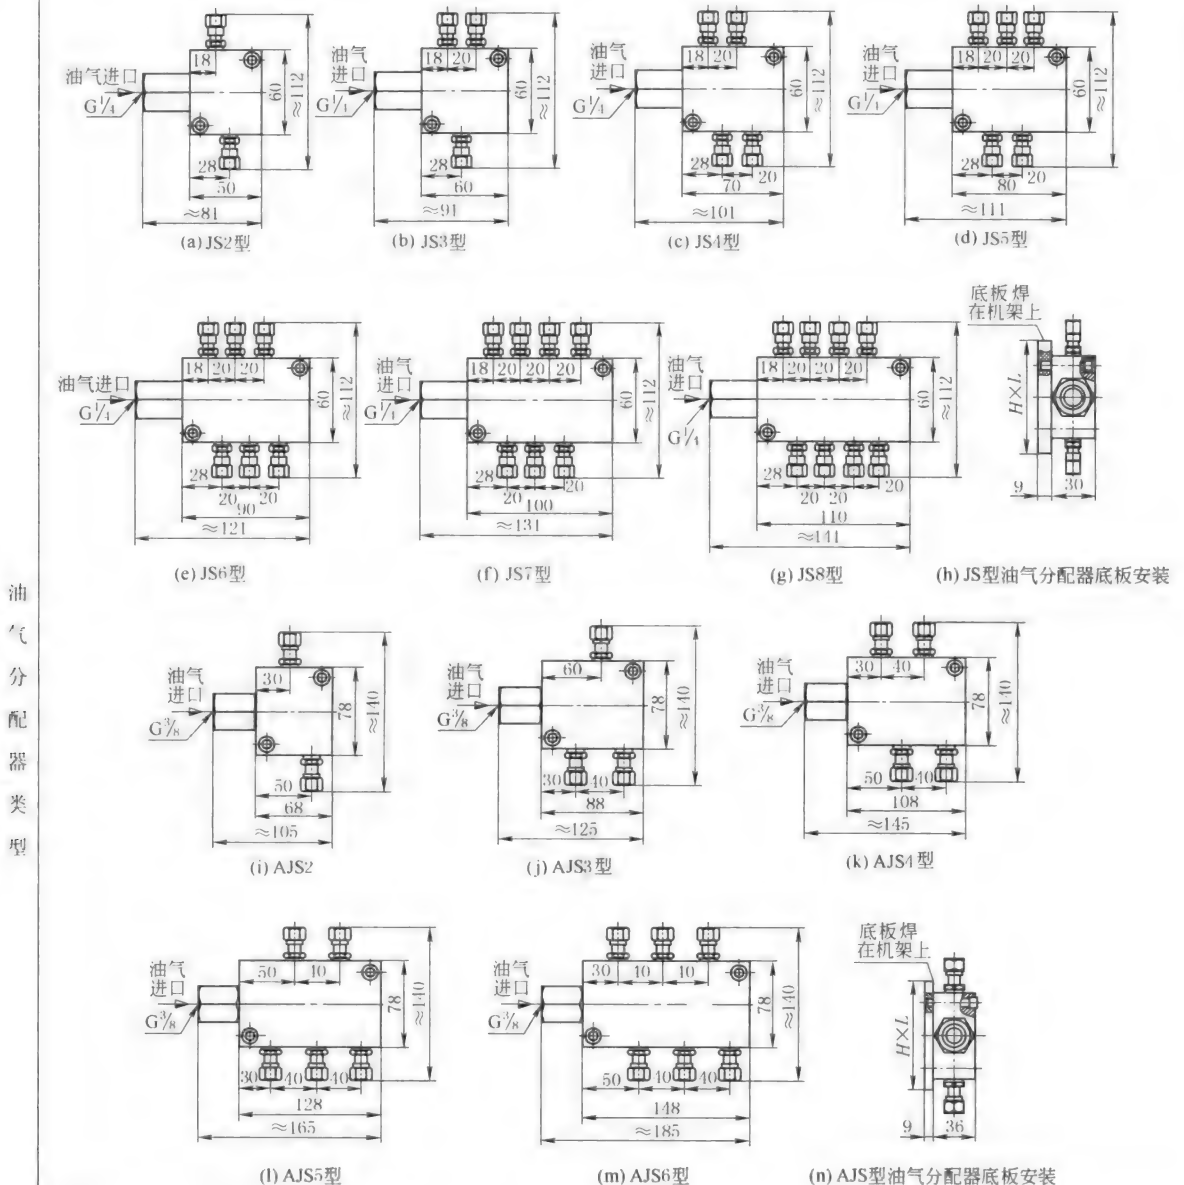 油气分配器类型
油气进口
G1/4
18
60
≈112
28
50
≈81
(a) JS2型
油气
进口
G1/4
18 20
60
≈112
28
60
≈91
(b) JS3型
油气
进口
G1/4
18 20
60
≈112
28
70 20
≈101
(c) JS4型
油气
进口
G1/4
18 20 20
60
≈112
28
80 20
≈111
(d) JS5型
油气进口
G1/4
18 20 20
60
≈112
28
20 20
90
≈121
(e) JS6型
油气
进口
G1/4
18 20 20 20
60
≈112
28
20 20
100
≈131
(f) JS7型
油气
进口
G1/4
18 20 20 20
60
≈112
28
20 20 20
110
≈141
(g) JS8型
底板焊
在机架上
H×L
9 30
(h) JS型油气分配器底板安装
油气
进口
G3/8
30
78
≈140
50
68
≈105
(i) AJS2
油气
进口
G3/8
60
78
≈140
30 40
88
≈125
(j) AJS3型
油气
进口
G3/8
30 40
78
≈140
50 40
108
≈145
(k) AJS4型
油气
进口
G3/8
50 40
78
≈140
30 40 40
128
≈165
(l) AJS5型
油气
进口
G3/8
30 40 40
78
≈140
50 40 40
148
≈185
(m) AJS6型
底板焊
在机架上
H×L
9 36
(n) AJS型油气分配器底板安装